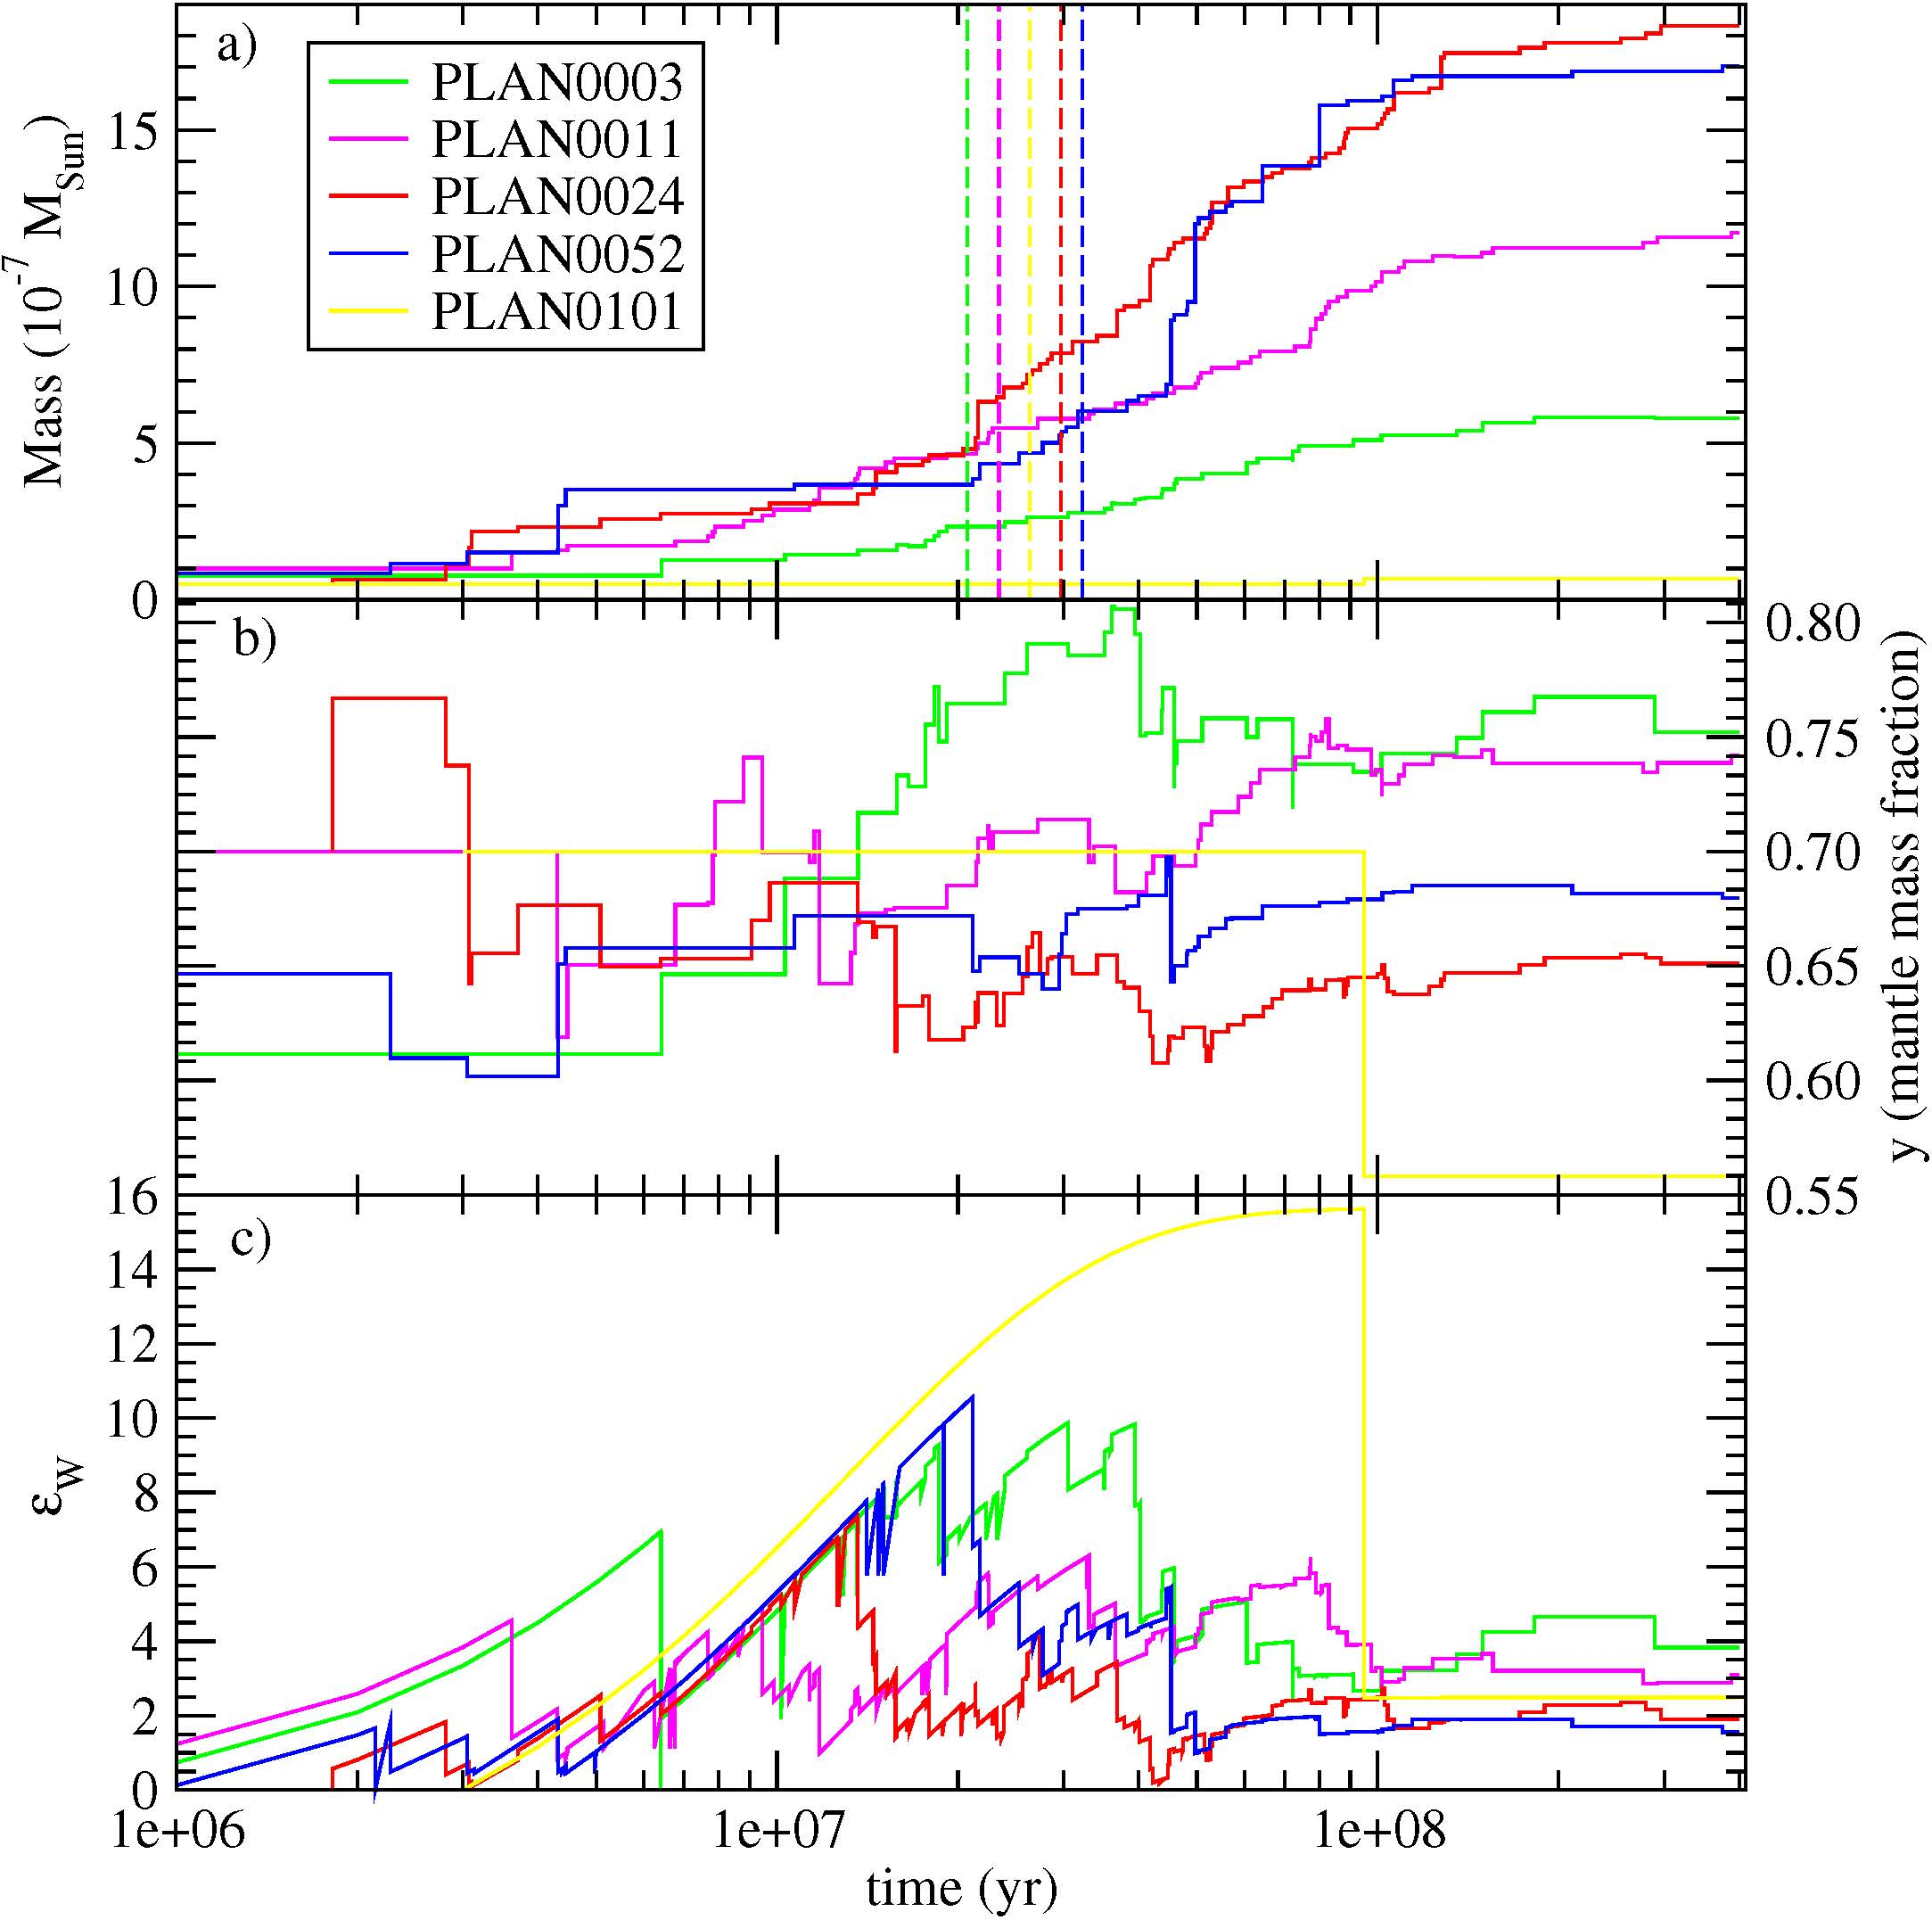 a)
PLAN0003
PLAN0011
PLAN0024
PLAN0052
PLAN0101
Mass (10⁻⁷ M_Sun)
15
10
5
0
b)
0.80
0.75
0.70
0.65
0.60
0.55
y (mantle mass fraction)
c)
16
14
12
10
8
6
4
2
0
ε_W
1e+06 1e+07 1e+08
time (yr)